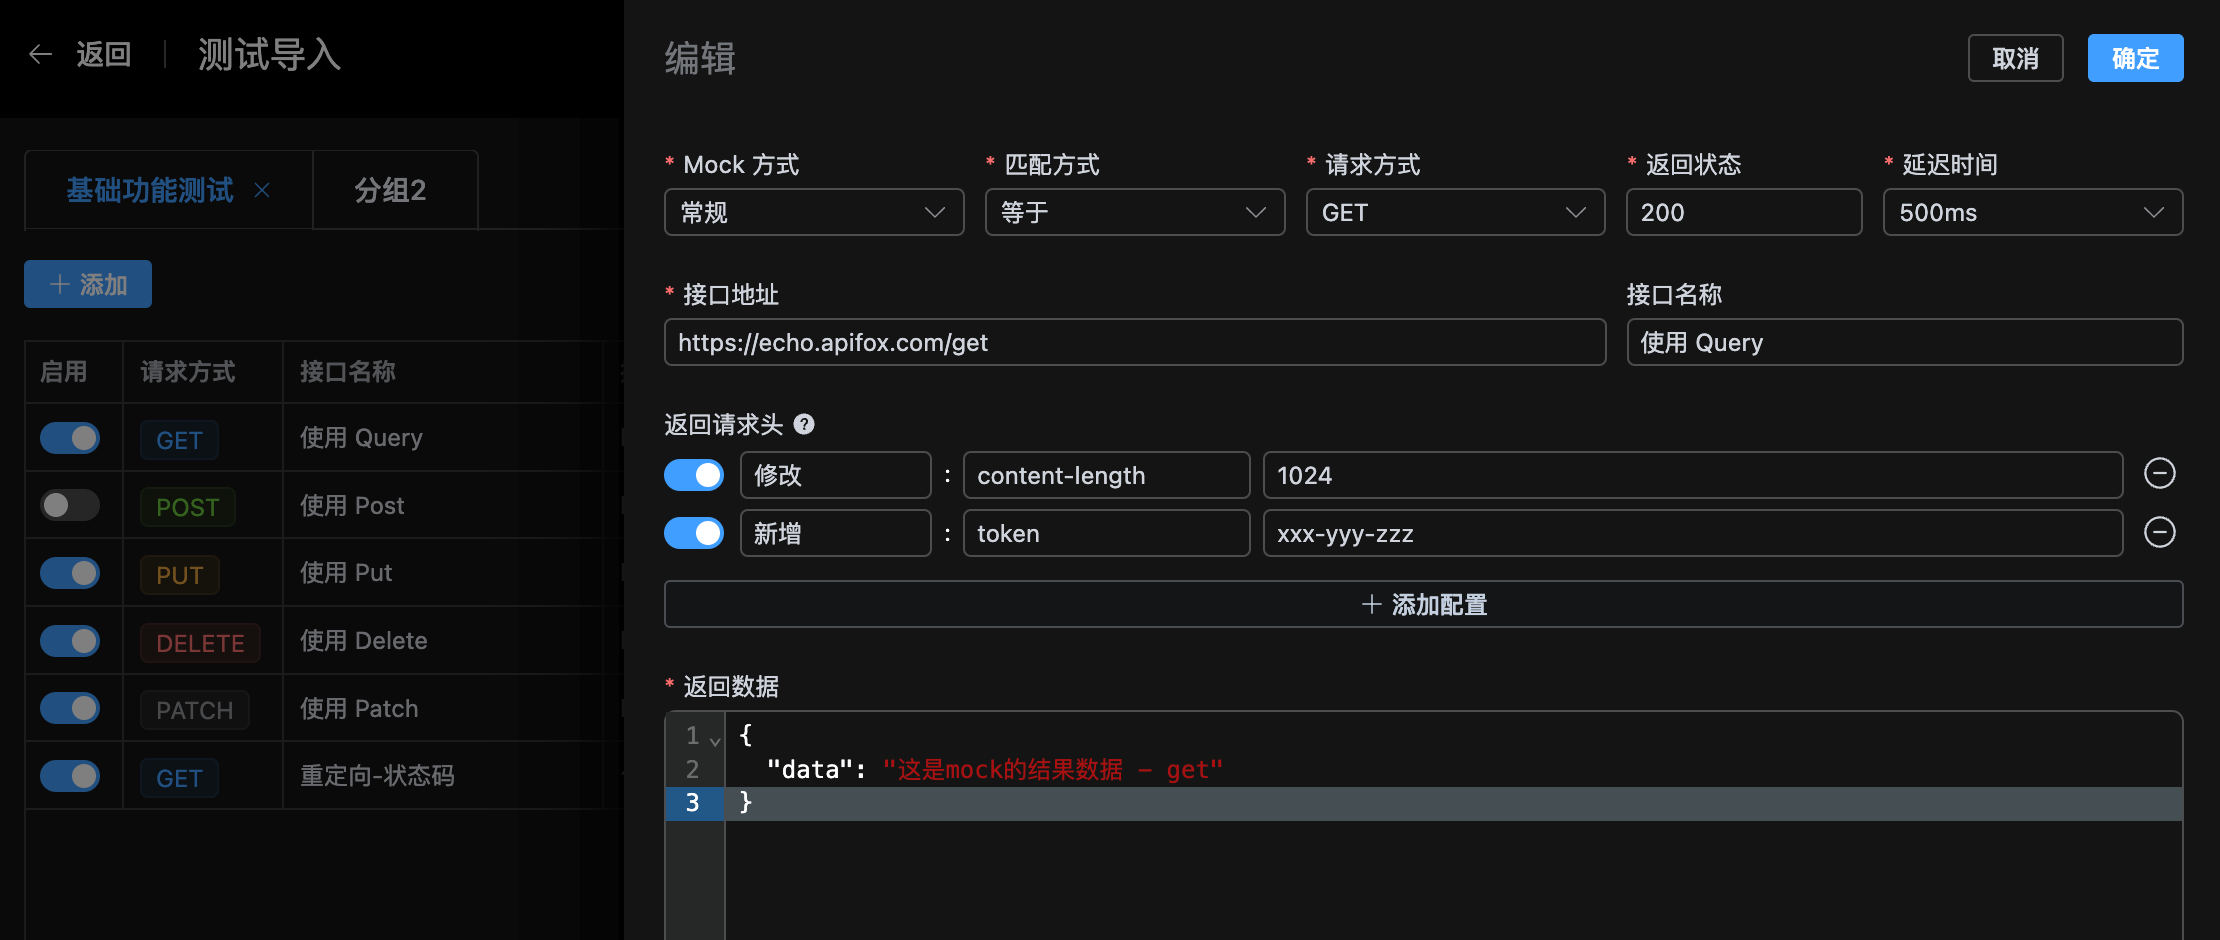 返回
测试导入
基础功能测试
分组2
添加
启用 请求方式 接口名称
GET 使用 Query
POST 使用 Post
PUT 使用 Put
DELETE 使用 Delete
PATCH 使用 Patch
GET 重定向-状态码
编辑
取消
确定
* Mock 方式
常规
* 匹配方式
等于
* 请求方式
GET
* 返回状态
200
* 延迟时间
500ms
* 接口地址
https://echo.apifox.com/get
接口名称
使用 Query
返回请求头 ?
修改 : content-length 1024
新增 : token xxx-yyy-zzz
添加配置
* 返回数据
1 {
2 "data": "这是mock的结果数据 - get"
3 }